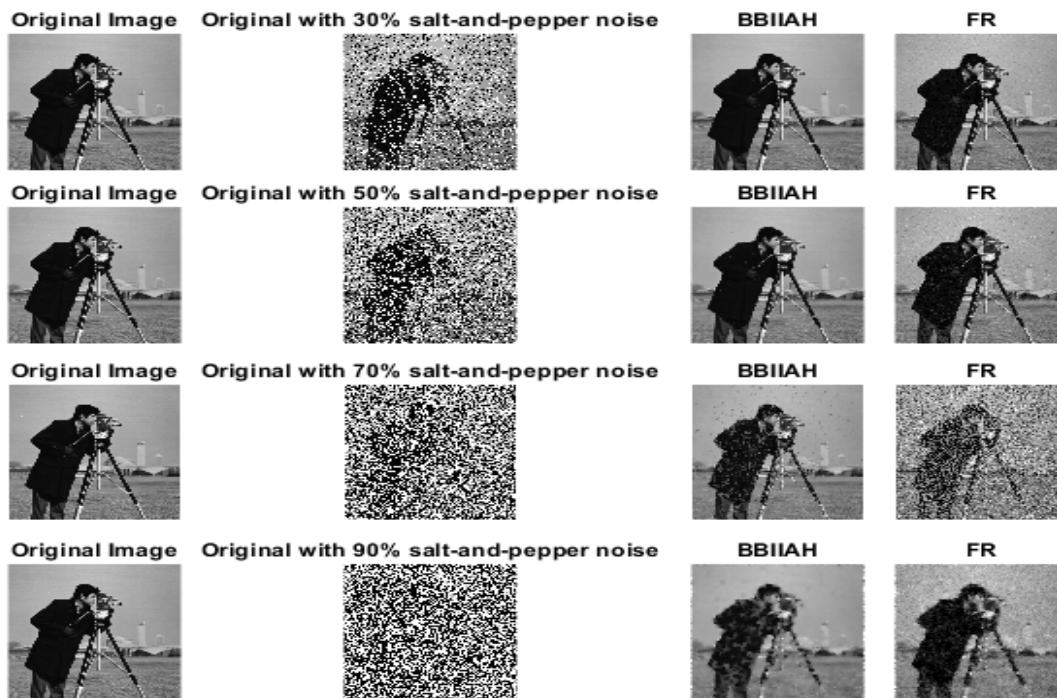 Original Image Original with 30% salt-and-pepper noise BBIIAH FR
Original Image Original with 50% salt-and-pepper noise BBIIAH FR
Original Image Original with 70% salt-and-pepper noise BBIIAH FR
Original Image Original with 90% salt-and-pepper noise BBIIAH FR